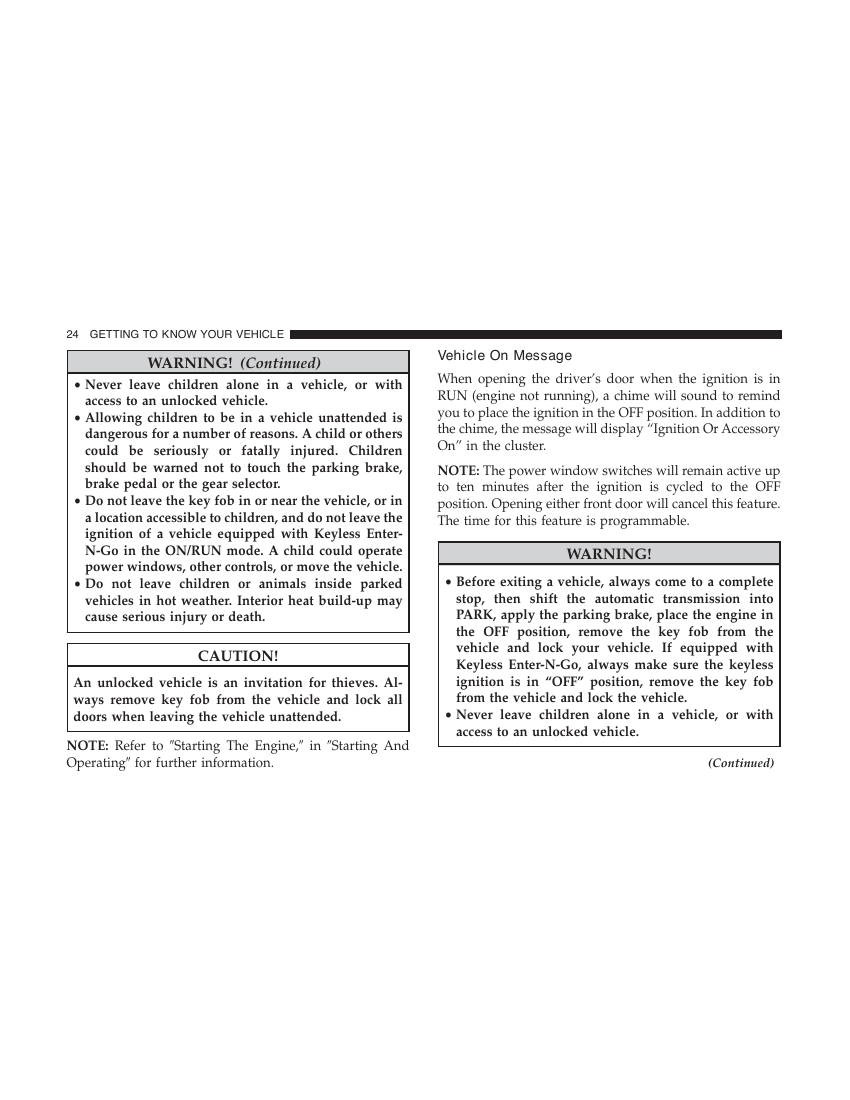 24 GETTING TO KNOW YOUR VEHICLE
WARNING! (Continued)
• Never leave children alone in a vehicle, or with
access to an unlocked vehicle.
• Allowing children to be in a vehicle unattended is
dangerous for a number of reasons. A child or others
could be seriously or fatally injured. Children
should be warned not to touch the parking brake,
brake pedal or the gear selector.
• Do not leave the key fob in or near the vehicle, or in
a location accessible to children, and do not leave the
ignition of a vehicle equipped with Keyless Enter-
N-Go in the ON/RUN mode. A child could operate
power windows, other controls, or move the vehicle.
• Do not leave children or animals inside parked
vehicles in hot weather. Interior heat build-up may
cause serious injury or death.
CAUTION!
An unlocked vehicle is an invitation for thieves. Al-
ways remove key fob from the vehicle and lock all
doors when leaving the vehicle unattended.
NOTE: Refer to ″Starting The Engine,″ in ″Starting And
Operating″ for further information.
Vehicle On Message
When opening the driver’s door when the ignition is in
RUN (engine not running), a chime will sound to remind
you to place the ignition in the OFF position. In addition to
the chime, the message will display “Ignition Or Accessory
On” in the cluster.
NOTE: The power window switches will remain active up
to ten minutes after the ignition is cycled to the OFF
position. Opening either front door will cancel this feature.
The time for this feature is programmable.
WARNING!
• Before exiting a vehicle, always come to a complete
stop, then shift the automatic transmission into
PARK, apply the parking brake, place the engine in
the OFF position, remove the key fob from the
vehicle and lock your vehicle. If equipped with
Keyless Enter-N-Go, always make sure the keyless
ignition is in “OFF” position, remove the key fob
from the vehicle and lock the vehicle.
• Never leave children alone in a vehicle, or with
access to an unlocked vehicle.
(Continued)